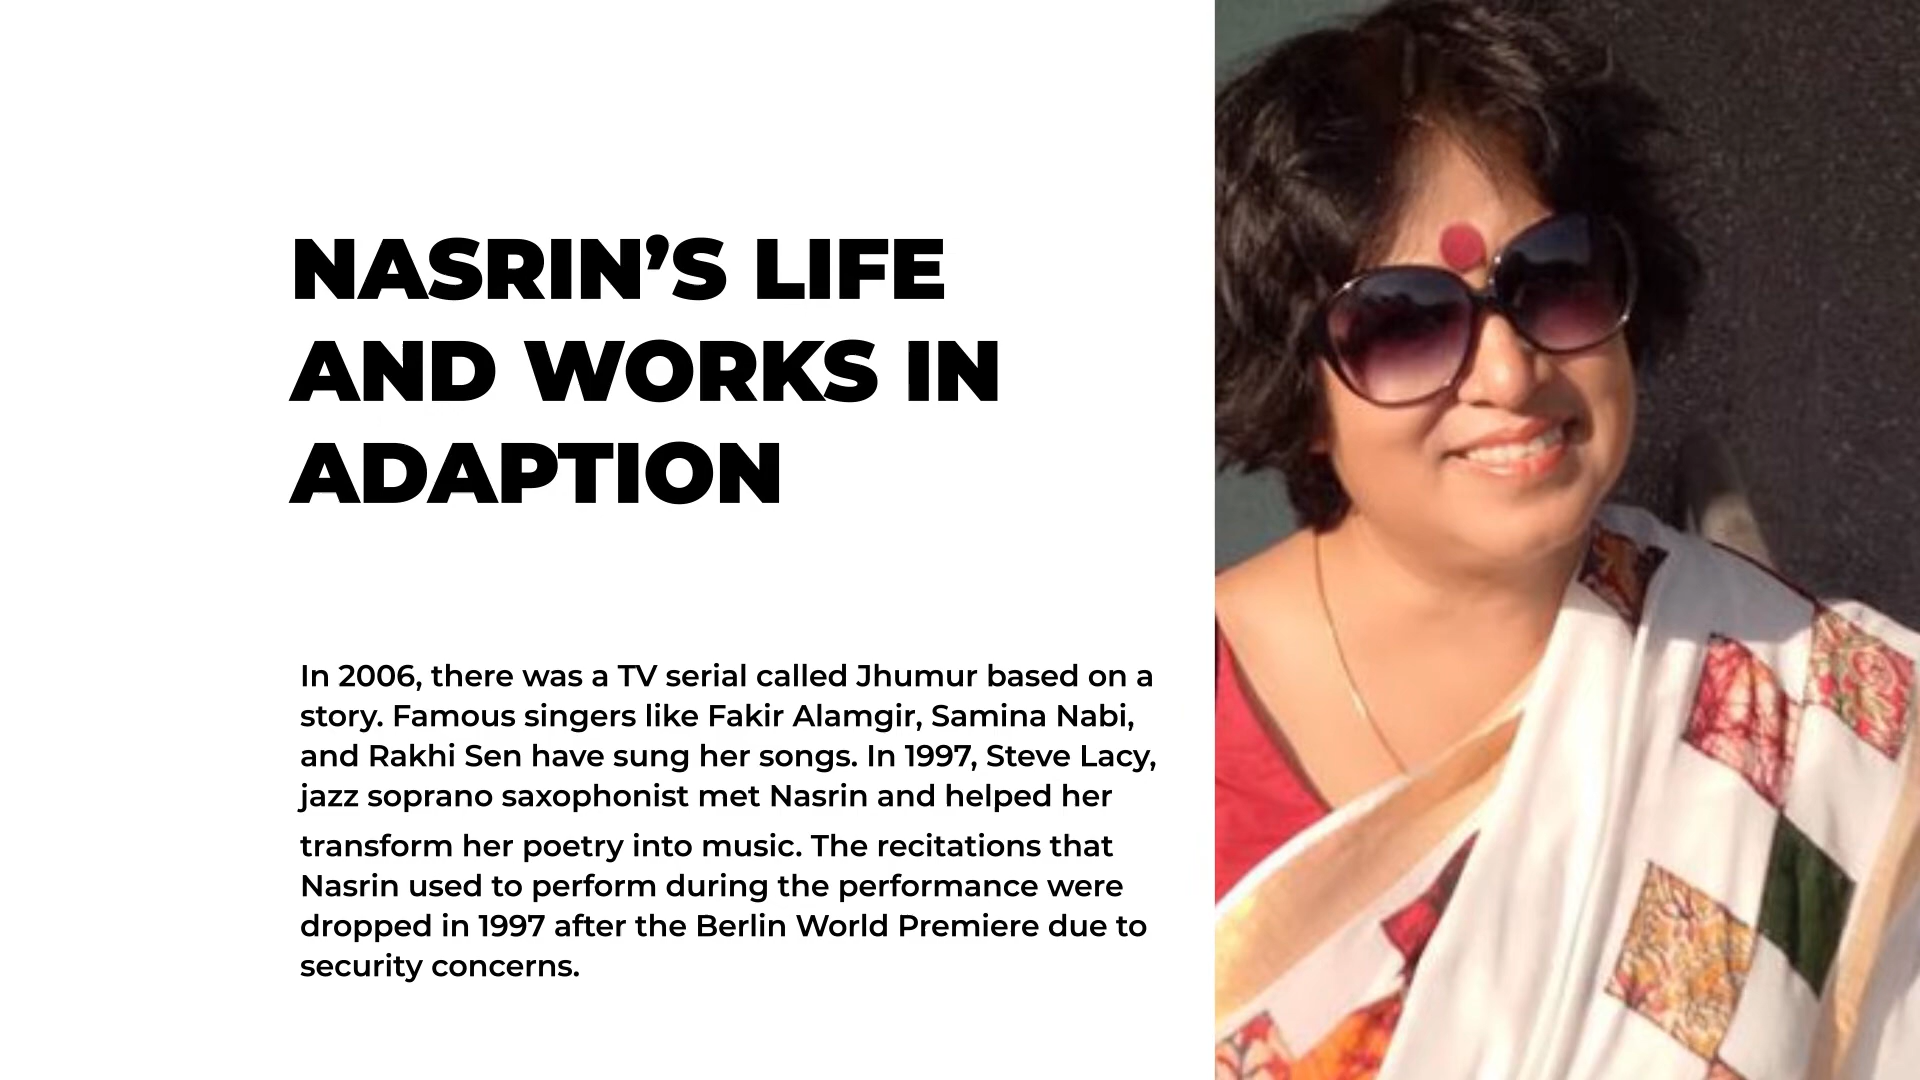 NASRIN’S LIFE
AND WORKS IN
ADAPTION
In 2006, there was a TV serial called Jhumur based on a
story. Famous singers like Fakir Alamgir, Samina Nabi,
and Rakhi Sen have sung her songs. In 1997, Steve Lacy,
jazz soprano saxophonist met Nasrin and helped her
transform her poetry into music. The recitations that
Nasrin used to perform during the performance were
dropped in 1997 after the Berlin World Premiere due to
security concerns.